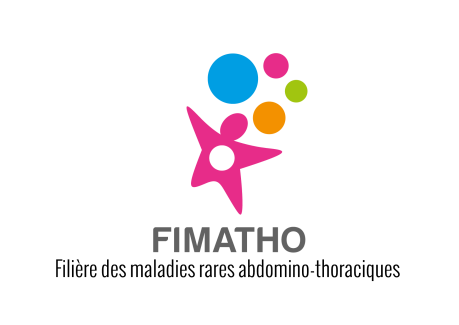 FIMATHO
Filière des maladies rares abdomino-thoraciques